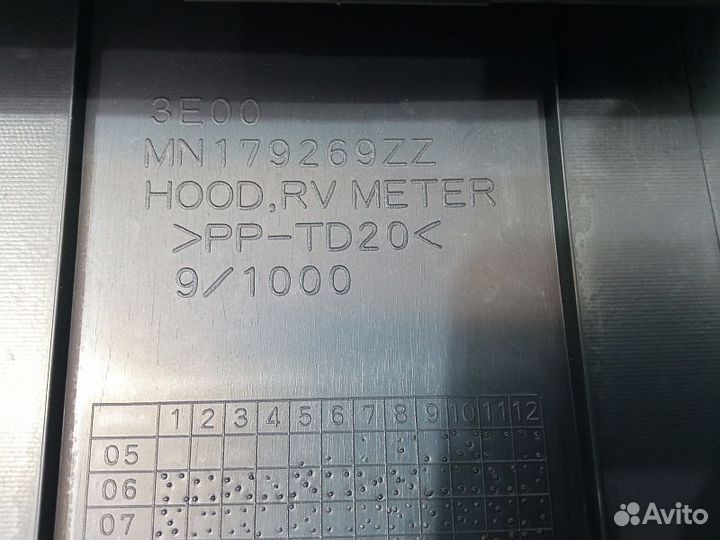 3E00
MN179269ZZ
HOOD,RV METER
>PP-TD20<
9/1000
1 2 3 4 5 6 7 8 9 10 11 12
05
06
07
Avito